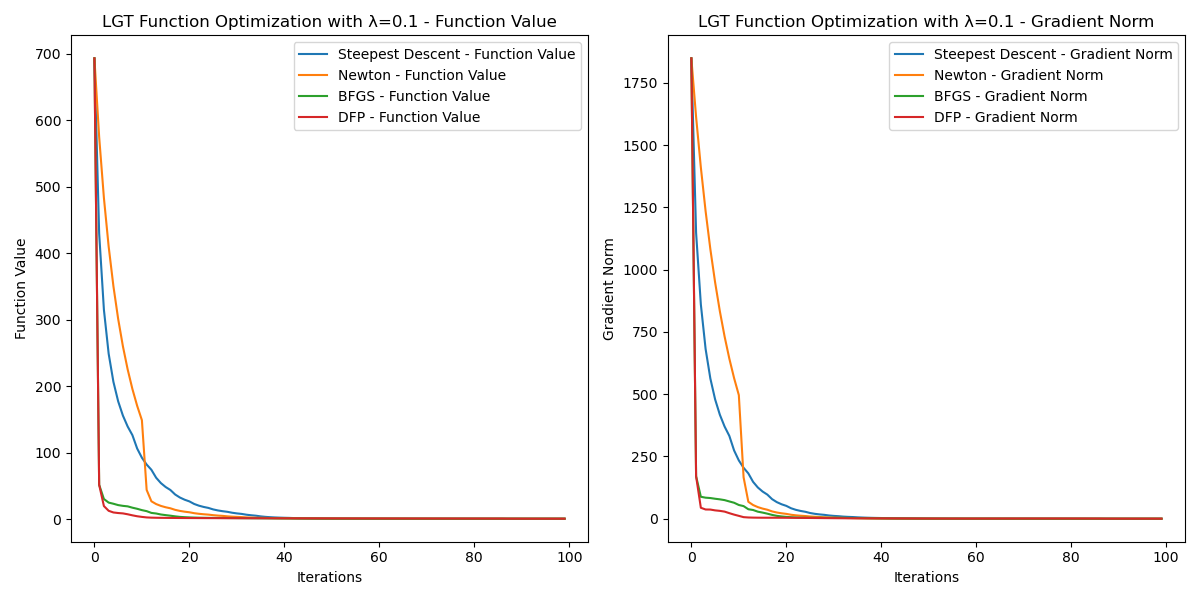 LGT Function Optimization with λ=0.1 - Function Value
700
600
500
400
300
200
100
0
Function Value
Steepest Descent - Function Value
Newton - Function Value
BFGS - Function Value
DFP - Function Value
0 20 40 60 80 100
Iterations
LGT Function Optimization with λ=0.1 - Gradient Norm
1750
1500
1250
1000
750
500
250
0
Gradient Norm
Steepest Descent - Gradient Norm
Newton - Gradient Norm
BFGS - Gradient Norm
DFP - Gradient Norm
0 20 40 60 80 100
Iterations